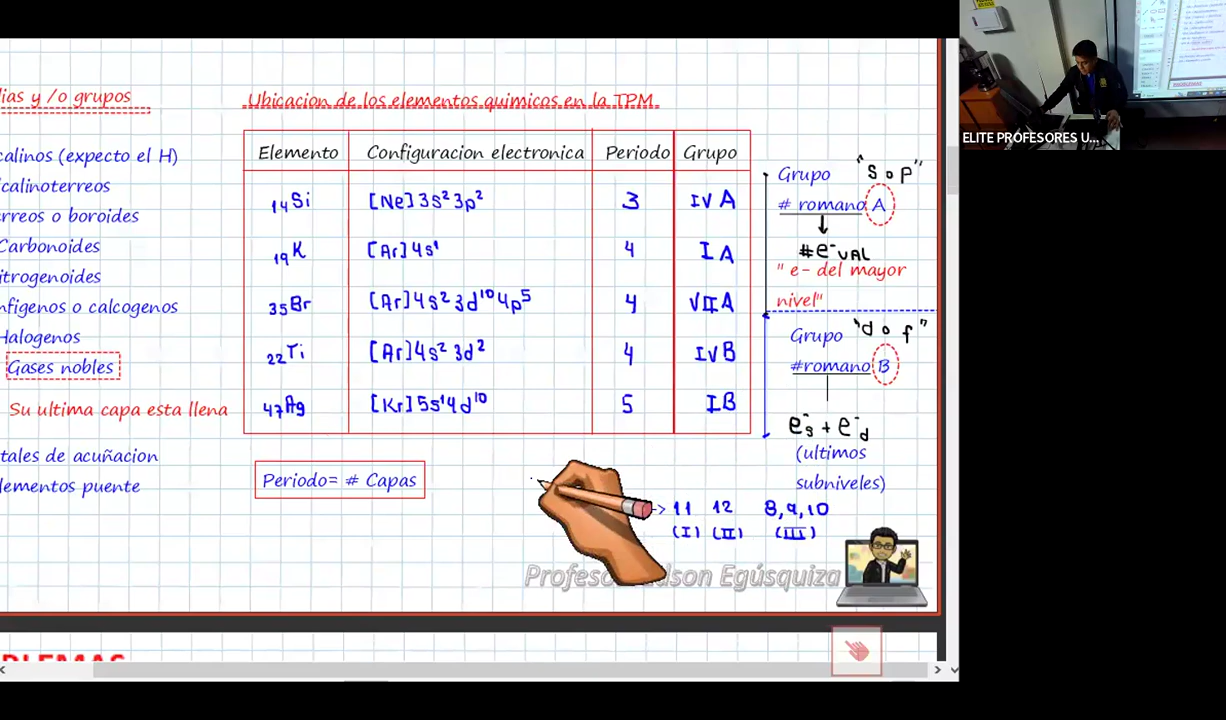 ias y /o grupos
calinos (expecto el H)
calinoterreos
erreos o boroides
Carbonoides
itrogenoides
nfigenos o calcogenos
Halogenos
Gases nobles
Su ultima capa esta llena
tales de acuñacion
lementos puente
Ubicacion de los elementos quimicos en la TPM
Elemento Configuracion electronica Periodo Grupo
₁₄Si [Ne]3s²3p² 3 IVA
₁₉K [Ar]4s¹ 4 IA
₃₅Br [Ar]4s²3d¹⁰4p⁵ 4 VIIA
₂₂Ti [Ar]4s²3d² 4 IVB
₄₇Ag [Kr]5s¹4d¹⁰ 5 IB
Periodo= # Capas
Grupo "s o p"
# romano A
#e⁻VAL
" e- del mayor
nivel"
Grupo "d o f"
#romano B
e⁻s + e⁻d
(ultimos
subniveles)
11 12 8,9,10
(I) (II) (III)
Egúsquiza
ELITE PROFESORES U...